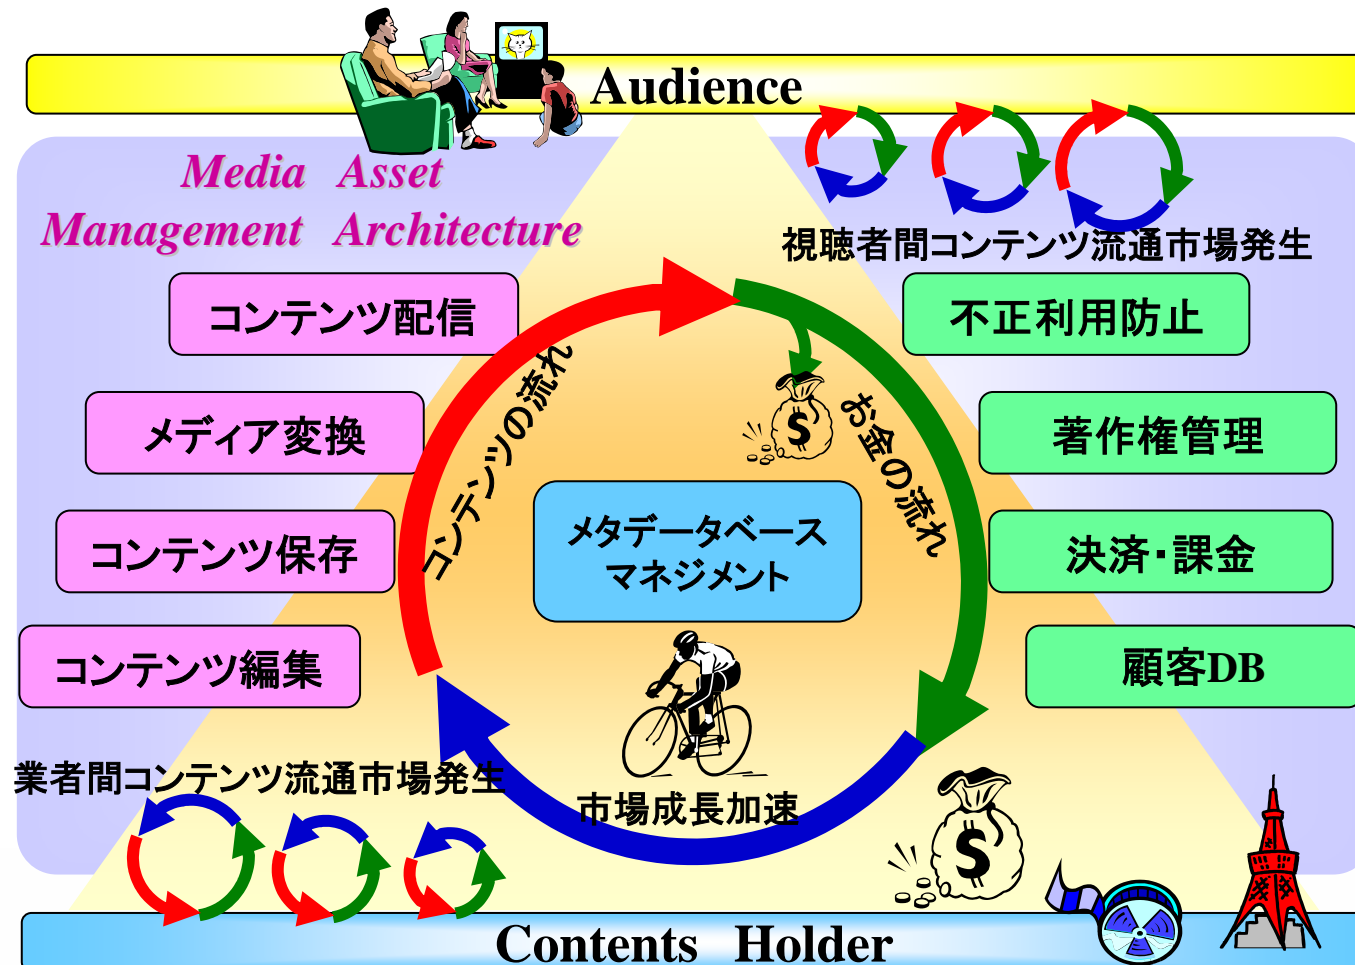 Audience
Media Asset
Management Architecture
視聴者間コンテンツ流通市場発生
コンテンツ配信
不正利用防止
コンテンツの流れ
お金の流れ
$
メディア変換
著作権管理
メタデータベース
マネジメント
コンテンツ保存
決済・課金
コンテンツ編集
顧客DB
業者間コンテンツ流通市場発生
市場成長加速
$
Contents Holder